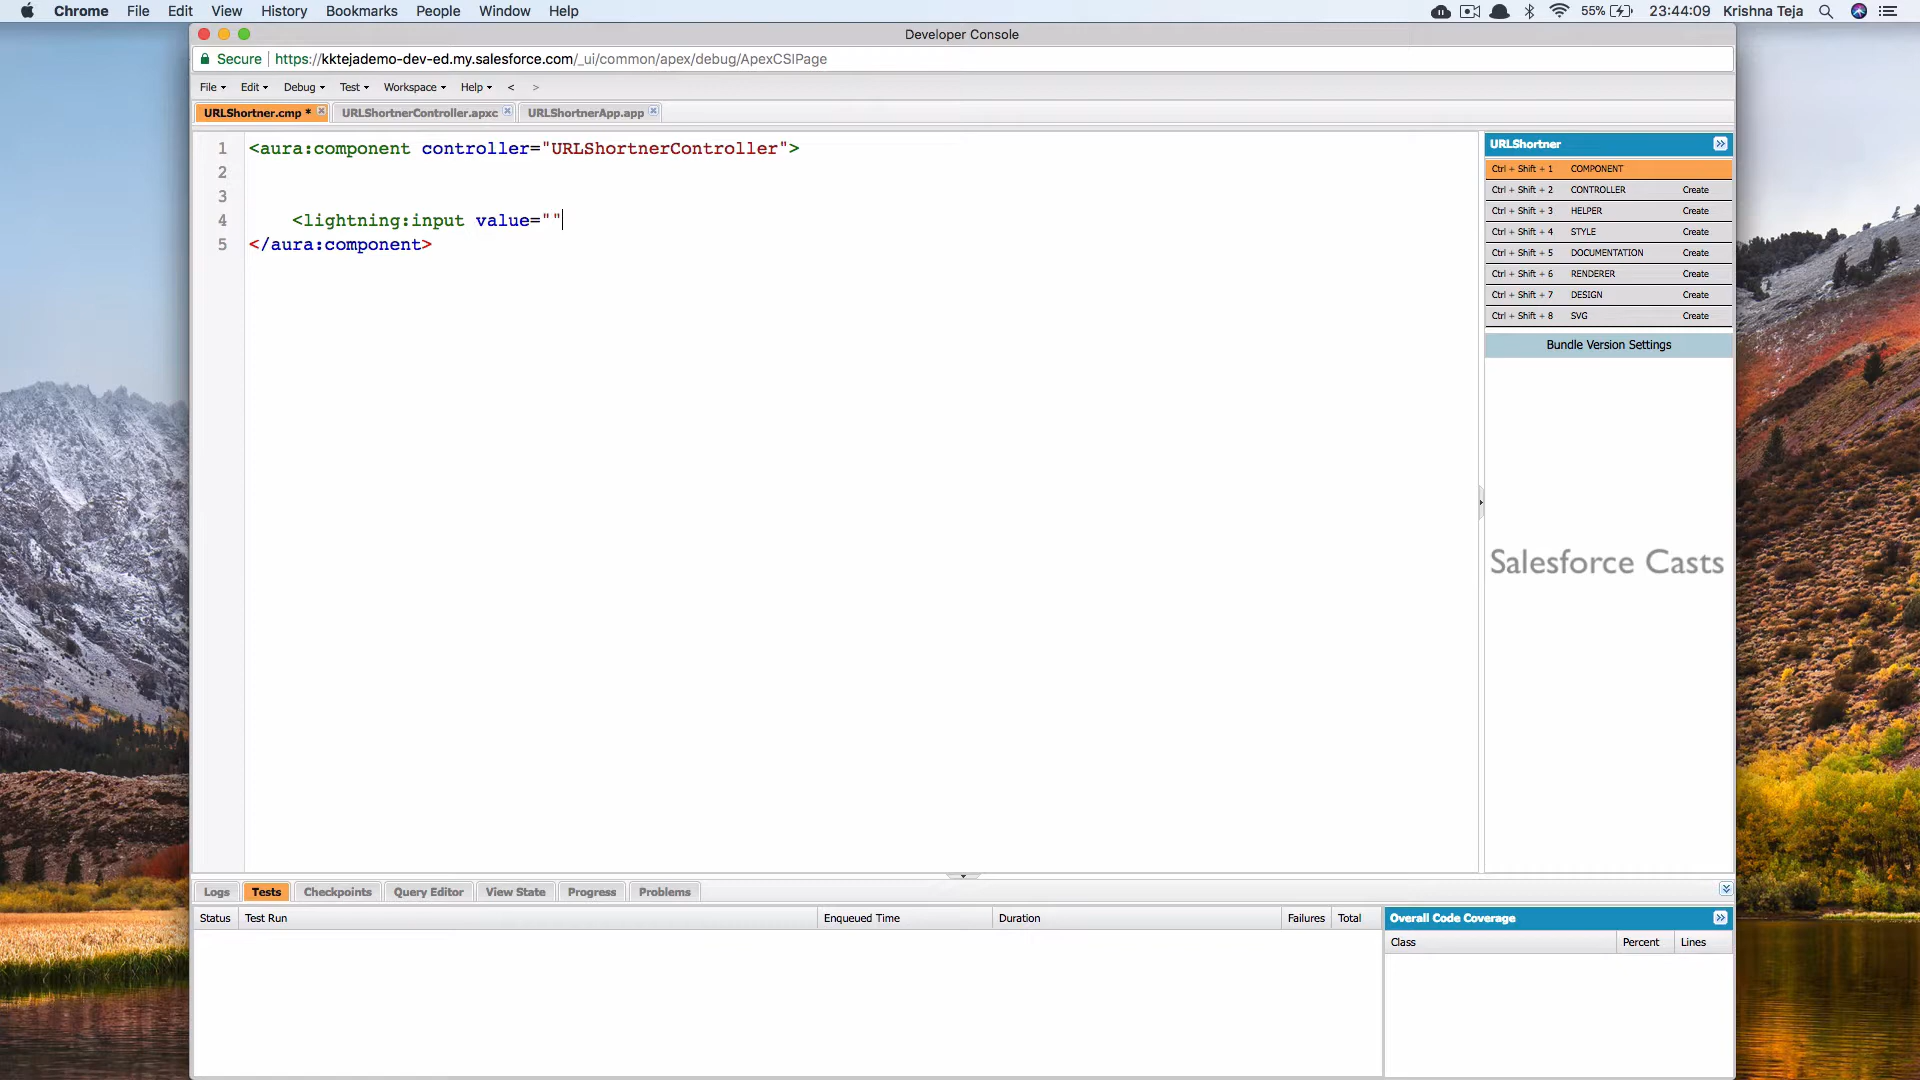 Chrome File Edit View History Bookmarks People Window Help 55% 23:44:09 Krishna Teja
Developer Console
Secure https://kktejademo-dev-ed.my.salesforce.com/_ui/common/apex/debug/ApexCSIPage
File Edit Debug Test Workspace Help < >
URLShortner.cmp * URLShortnerController.apxc URLShortnerApp.app
1 <aura:component controller="URLShortnerController">
2
3
4 <lightning:input value=""
5 </aura:component>
URLShortner
Ctrl + Shift + 1 COMPONENT
Ctrl + Shift + 2 CONTROLLER Create
Ctrl + Shift + 3 HELPER Create
Ctrl + Shift + 4 STYLE Create
Ctrl + Shift + 5 DOCUMENTATION Create
Ctrl + Shift + 6 RENDERER Create
Ctrl + Shift + 7 DESIGN Create
Ctrl + Shift + 8 SVG Create
Bundle Version Settings
Salesforce Casts
Logs Tests Checkpoints Query Editor View State Progress Problems
Status Test Run Enqueued Time Duration Failures Total
Overall Code Coverage
Class Percent Lines